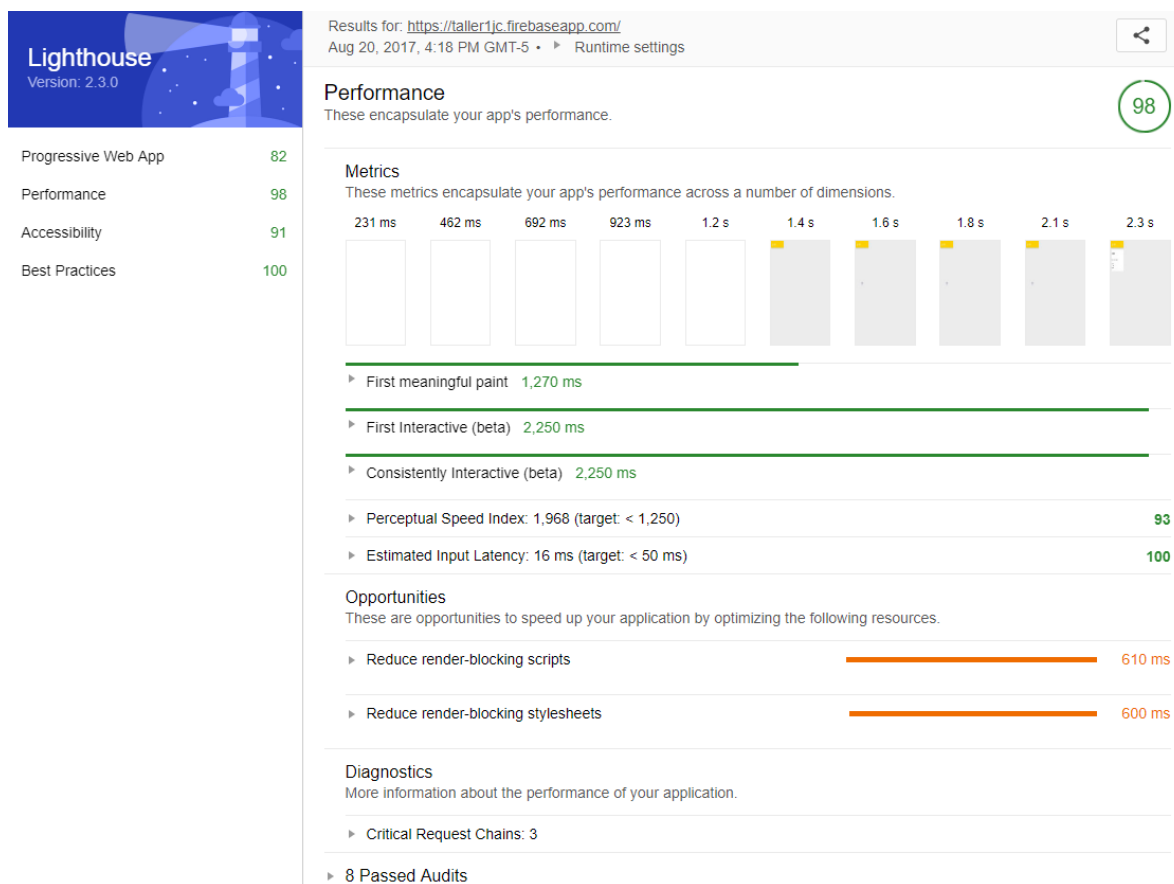 Lighthouse
Version: 2.3.0
Progressive Web App 82
Performance 98
Accessibility 91
Best Practices 100
Results for: https://taller1jc.firebaseapp.com/
Aug 20, 2017, 4:18 PM GMT-5 • Runtime settings
Performance
These encapsulate your app's performance.
98
Metrics
These metrics encapsulate your app's performance across a number of dimensions.
231 ms 462 ms 692 ms 923 ms 1.2 s 1.4 s 1.6 s 1.8 s 2.1 s 2.3 s
First meaningful paint 1,270 ms
First Interactive (beta) 2,250 ms
Consistently Interactive (beta) 2,250 ms
Perceptual Speed Index: 1,968 (target: < 1,250) 93
Estimated Input Latency: 16 ms (target: < 50 ms) 100
Opportunities
These are opportunities to speed up your application by optimizing the following resources.
Reduce render-blocking scripts 610 ms
Reduce render-blocking stylesheets 600 ms
Diagnostics
More information about the performance of your application.
Critical Request Chains: 3
8 Passed Audits